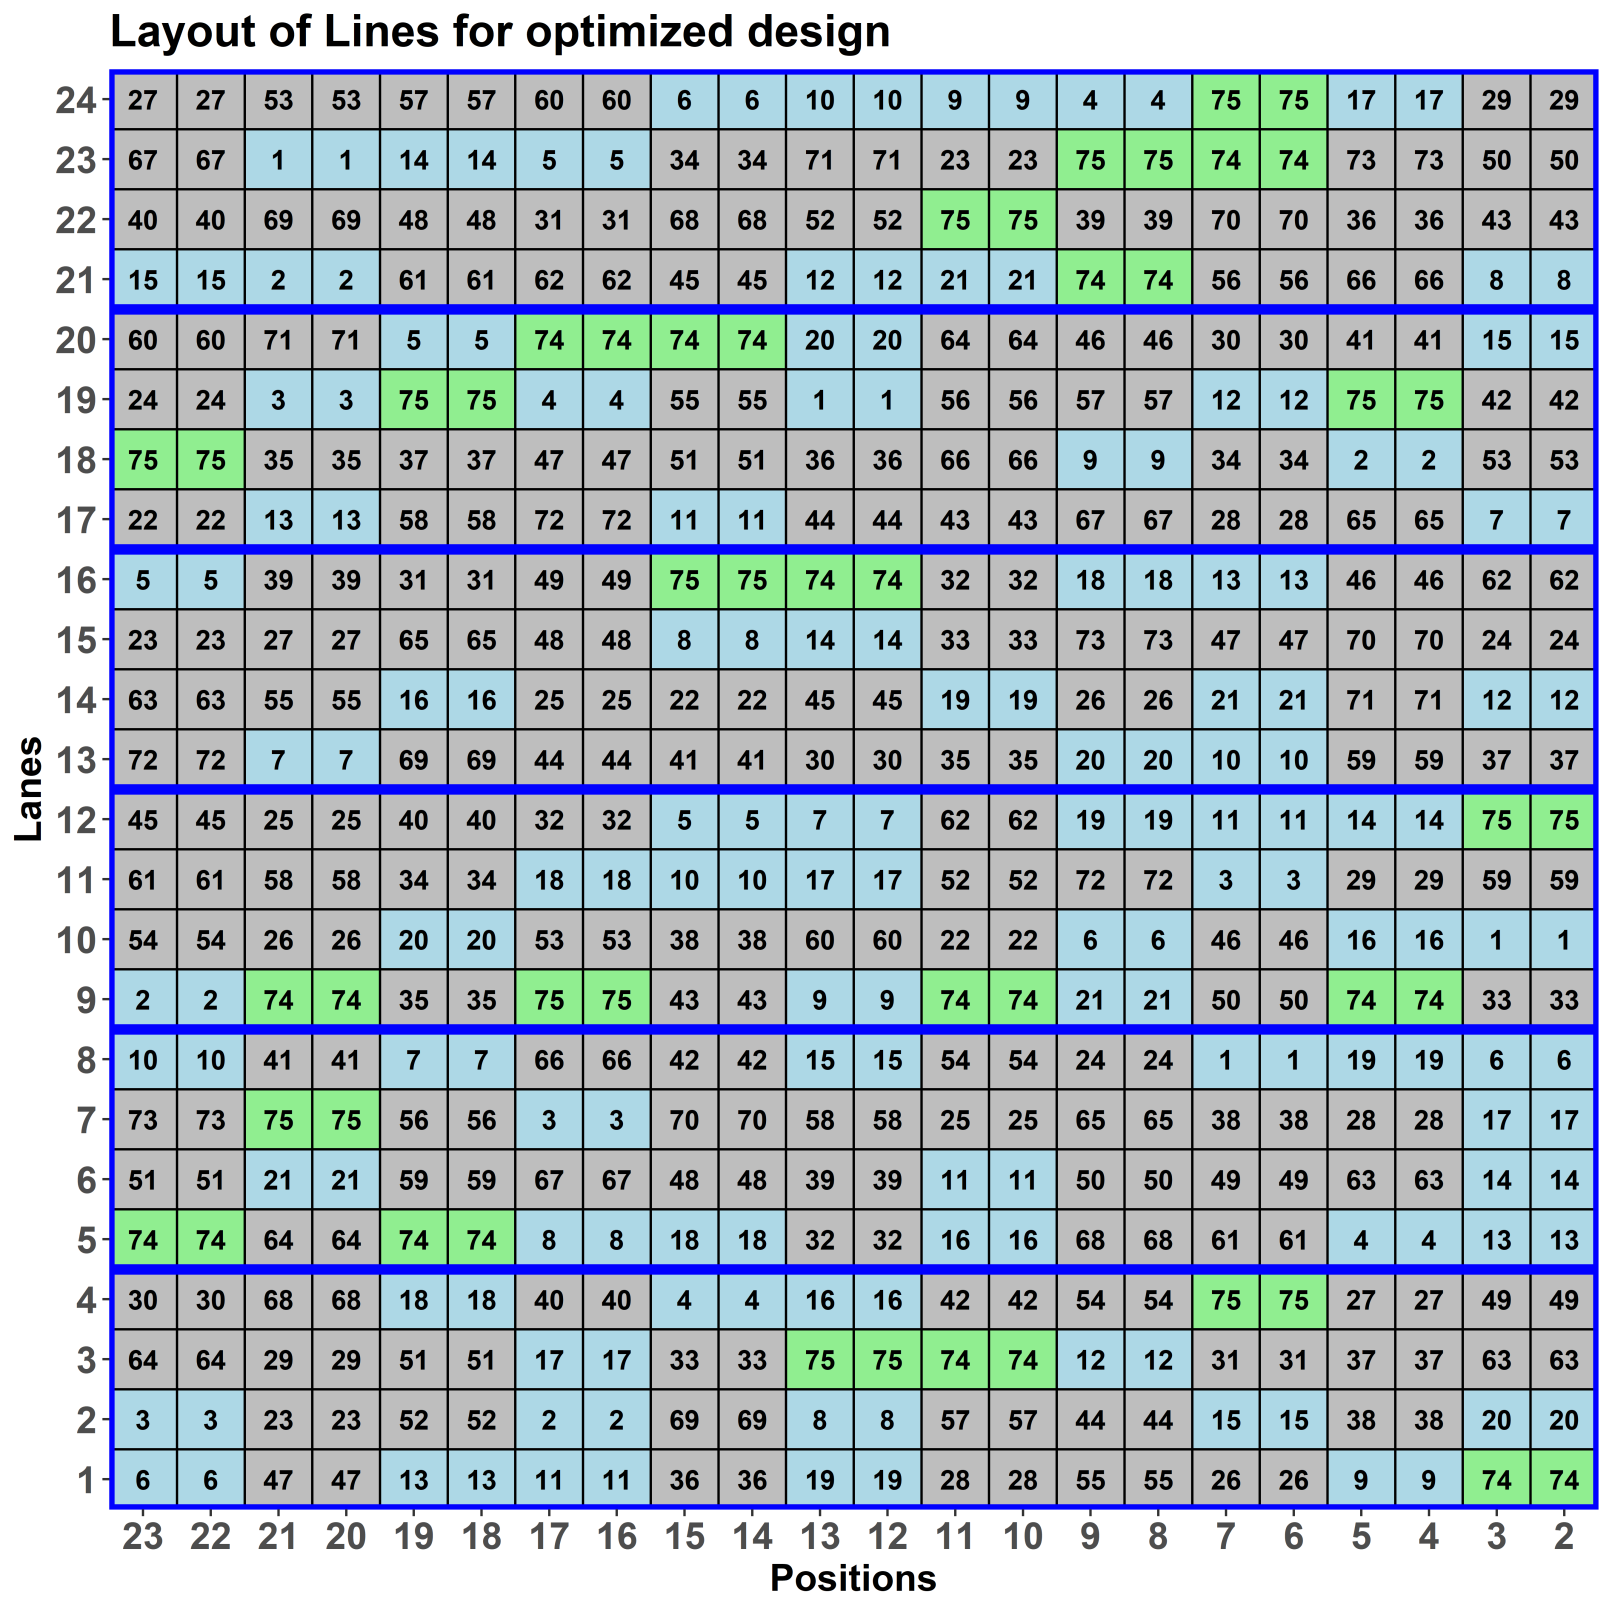 Layout of Lines for optimized design
24 27 27 53 53 57 57 60 60 6 6 10 10 9 9 4 4 75 75 17 17 29 29
23 67 67 1 1 14 14 5 5 34 34 71 71 23 23 75 75 74 74 73 73 50 50
22 40 40 69 69 48 48 31 31 68 68 52 52 75 75 39 39 70 70 36 36 43 43
21 15 15 2 2 61 61 62 62 45 45 12 12 21 21 74 74 56 56 66 66 8 8
20 60 60 71 71 5 5 74 74 74 74 20 20 64 64 46 46 30 30 41 41 15 15
19 24 24 3 3 75 75 4 4 55 55 1 1 56 56 57 57 12 12 75 75 42 42
18 75 75 35 35 37 37 47 47 51 51 36 36 66 66 9 9 34 34 2 2 53 53
17 22 22 13 13 58 58 72 72 11 11 44 44 43 43 67 67 28 28 65 65 7 7
16 5 5 39 39 31 31 49 49 75 75 74 74 32 32 18 18 13 13 46 46 62 62
15 23 23 27 27 65 65 48 48 8 8 14 14 33 33 73 73 47 47 70 70 24 24
14 63 63 55 55 16 16 25 25 22 22 45 45 19 19 26 26 21 21 71 71 12 12
13 72 72 7 7 69 69 44 44 41 41 30 30 35 35 20 20 10 10 59 59 37 37
Lanes
12 45 45 25 25 40 40 32 32 5 5 7 7 62 62 19 19 11 11 14 14 75 75
11 61 61 58 58 34 34 18 18 10 10 17 17 52 52 72 72 3 3 29 29 59 59
10 54 54 26 26 20 20 53 53 38 38 60 60 22 22 6 6 46 46 16 16 1 1
9 2 2 74 74 35 35 75 75 43 43 9 9 74 74 21 21 50 50 74 74 33 33
8 10 10 41 41 7 7 66 66 42 42 15 15 54 54 24 24 1 1 19 19 6 6
7 73 73 75 75 56 56 3 3 70 70 58 58 25 25 65 65 38 38 28 28 17 17
6 51 51 21 21 59 59 67 67 48 48 39 39 11 11 50 50 49 49 63 63 14 14
5 74 74 64 64 74 74 8 8 18 18 32 32 16 16 68 68 61 61 4 4 13 13
4 30 30 68 68 18 18 40 40 4 4 16 16 42 42 54 54 75 75 27 27 49 49
3 64 64 29 29 51 51 17 17 33 33 75 75 74 74 12 12 31 31 37 37 63 63
2 3 3 23 23 52 52 2 2 69 69 8 8 57 57 44 44 15 15 38 38 20 20
1 6 6 47 47 13 13 11 11 36 36 19 19 28 28 55 55 26 26 9 9 74 74
23 22 21 20 19 18 17 16 15 14 13 12 11 10 9 8 7 6 5 4 3 2
Positions